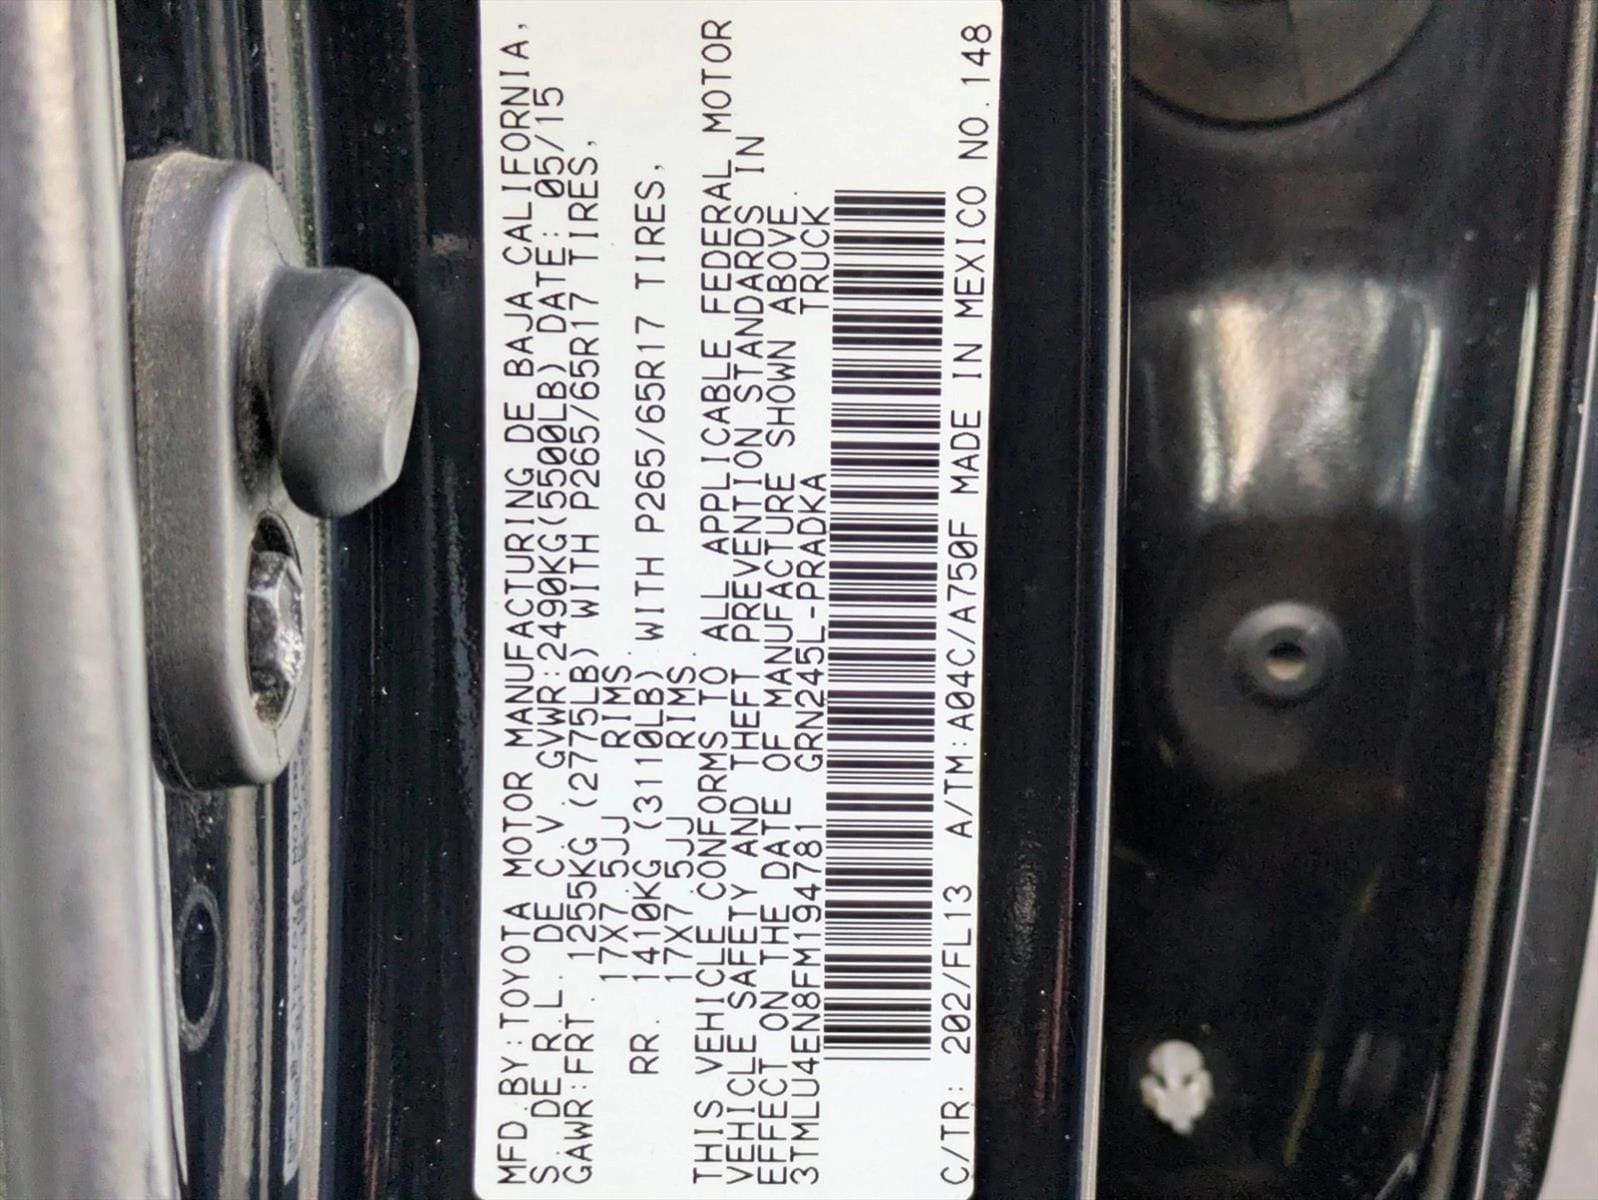 MFD.BY:TOYOTA MOTOR MANUFACTURING DE BAJA CALIFORNIA,
S. DE R.L. DE C.V. GVWR:2490KG(5500LB) DATE: 05/15
GAWR:FRT. 1255KG (2775LB) WITH P265/65R17 TIRES,
17X7.5JJ RIMS.
RR. 1410KG (3110LB) WITH P265/65R17 TIRES,
17X7.5JJ RIMS.
THIS VEHICLE CONFORMS TO ALL APPLICABLE FEDERAL MOTOR
VEHICLE SAFETY AND THEFT PREVENTION STANDARDS IN
EFFECT ON THE DATE OF MANUFACTURE SHOWN ABOVE.
3TMLU4EN8FM194781 GRN245L-PRADKA TRUCK
C/TR: 202/FL13 A/TM:A04C/A750F MADE IN MEXICO NO.148